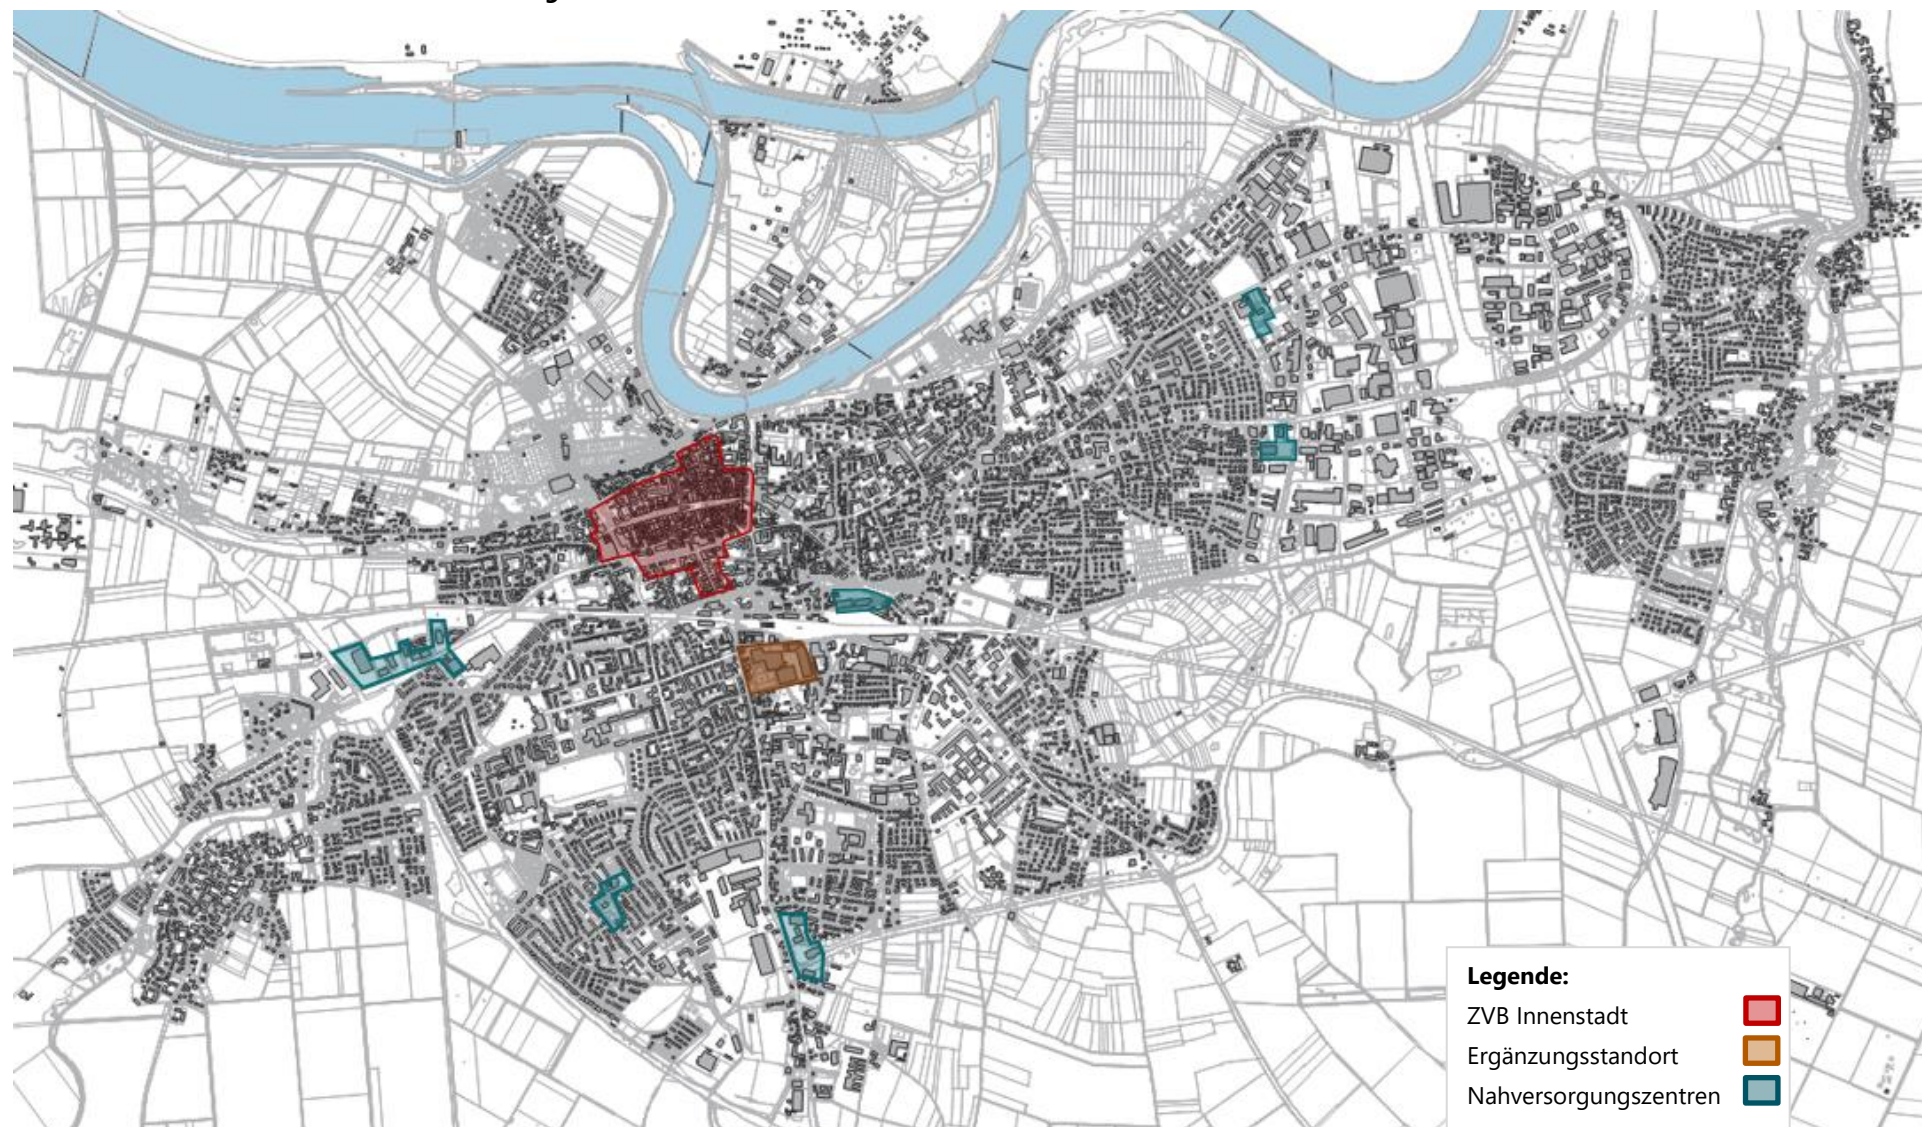 Legende:
ZVB Innenstadt
Ergänzungsstandort
Nahversorgungszentren